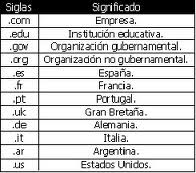 Siglas Significado
.com Empresa.
.edu Institución educativa.
.gov Organización gubernamental.
.org Organización no gubernamental.
.es España.
.fr Francia.
.pt Portugal.
.uk Gran Bretaña.
.de Alemania.
.it Italia.
.ar Argentina.
.us Estados Unidos.